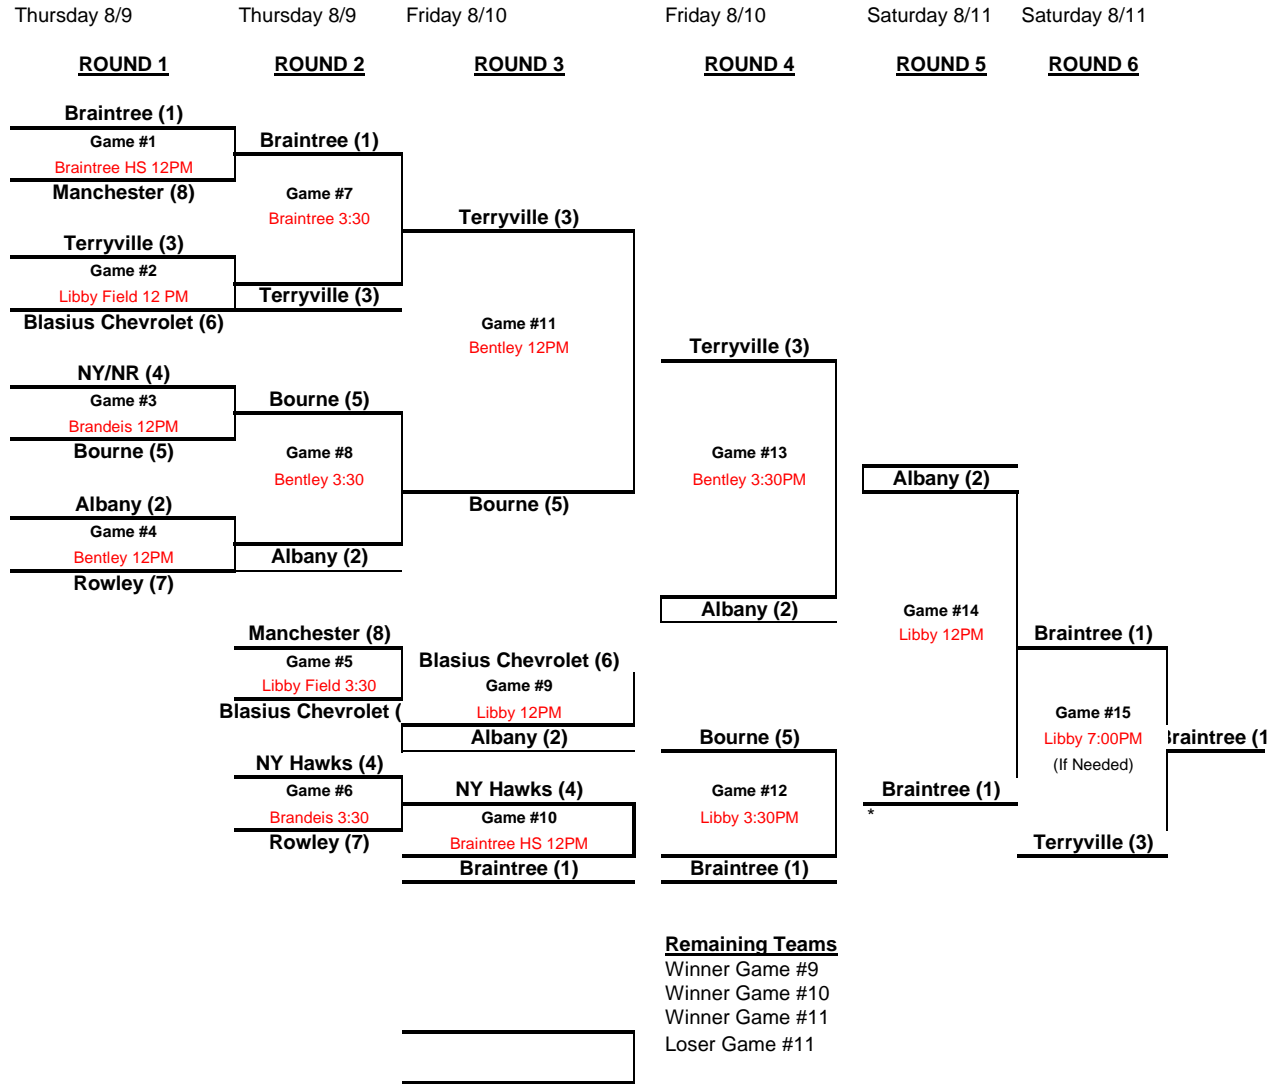 Thursday 8/9 Thursday 8/9 Friday 8/10 Friday 8/10 Saturday 8/11 Saturday 8/11
ROUND 1 ROUND 2 ROUND 3 ROUND 4 ROUND 5 ROUND 6
Braintree (1)
Game #1
Braintree HS 12PM
Manchester (8)
Terryville (3)
Game #2
Libby Field 12 PM
Blasius Chevrolet (6)
NY/NR (4)
Game #3
Brandeis 12PM
Bourne (5)
Albany (2)
Game #4
Bentley 12PM
Rowley (7)
Braintree (1)
Game #7
Braintree 3:30
Terryville (3)
Bourne (5)
Game #8
Bentley 3:30
Albany (2)
Manchester (8)
Game #5
Libby Field 3:30
Blasius Chevrolet (
NY Hawks (4)
Game #6
Brandeis 3:30
Rowley (7)
Terryville (3)
Game #11
Bentley 12PM
Bourne (5)
Blasius Chevrolet (6)
Game #9
Libby 12PM
Albany (2)
NY Hawks (4)
Game #10
Braintree HS 12PM
Braintree (1)
Terryville (3)
Game #13
Bentley 3:30PM
Albany (2)
Bourne (5)
Game #12
Libby 3:30PM
Braintree (1)
Remaining Teams
Winner Game #9
Winner Game #10
Winner Game #11
Loser Game #11
Albany (2)
Game #14
Libby 12PM
Braintree (1)
*
Braintree (1)
Game #15
Libby 7:00PM
(If Needed)
Terryville (3)
Braintree (1